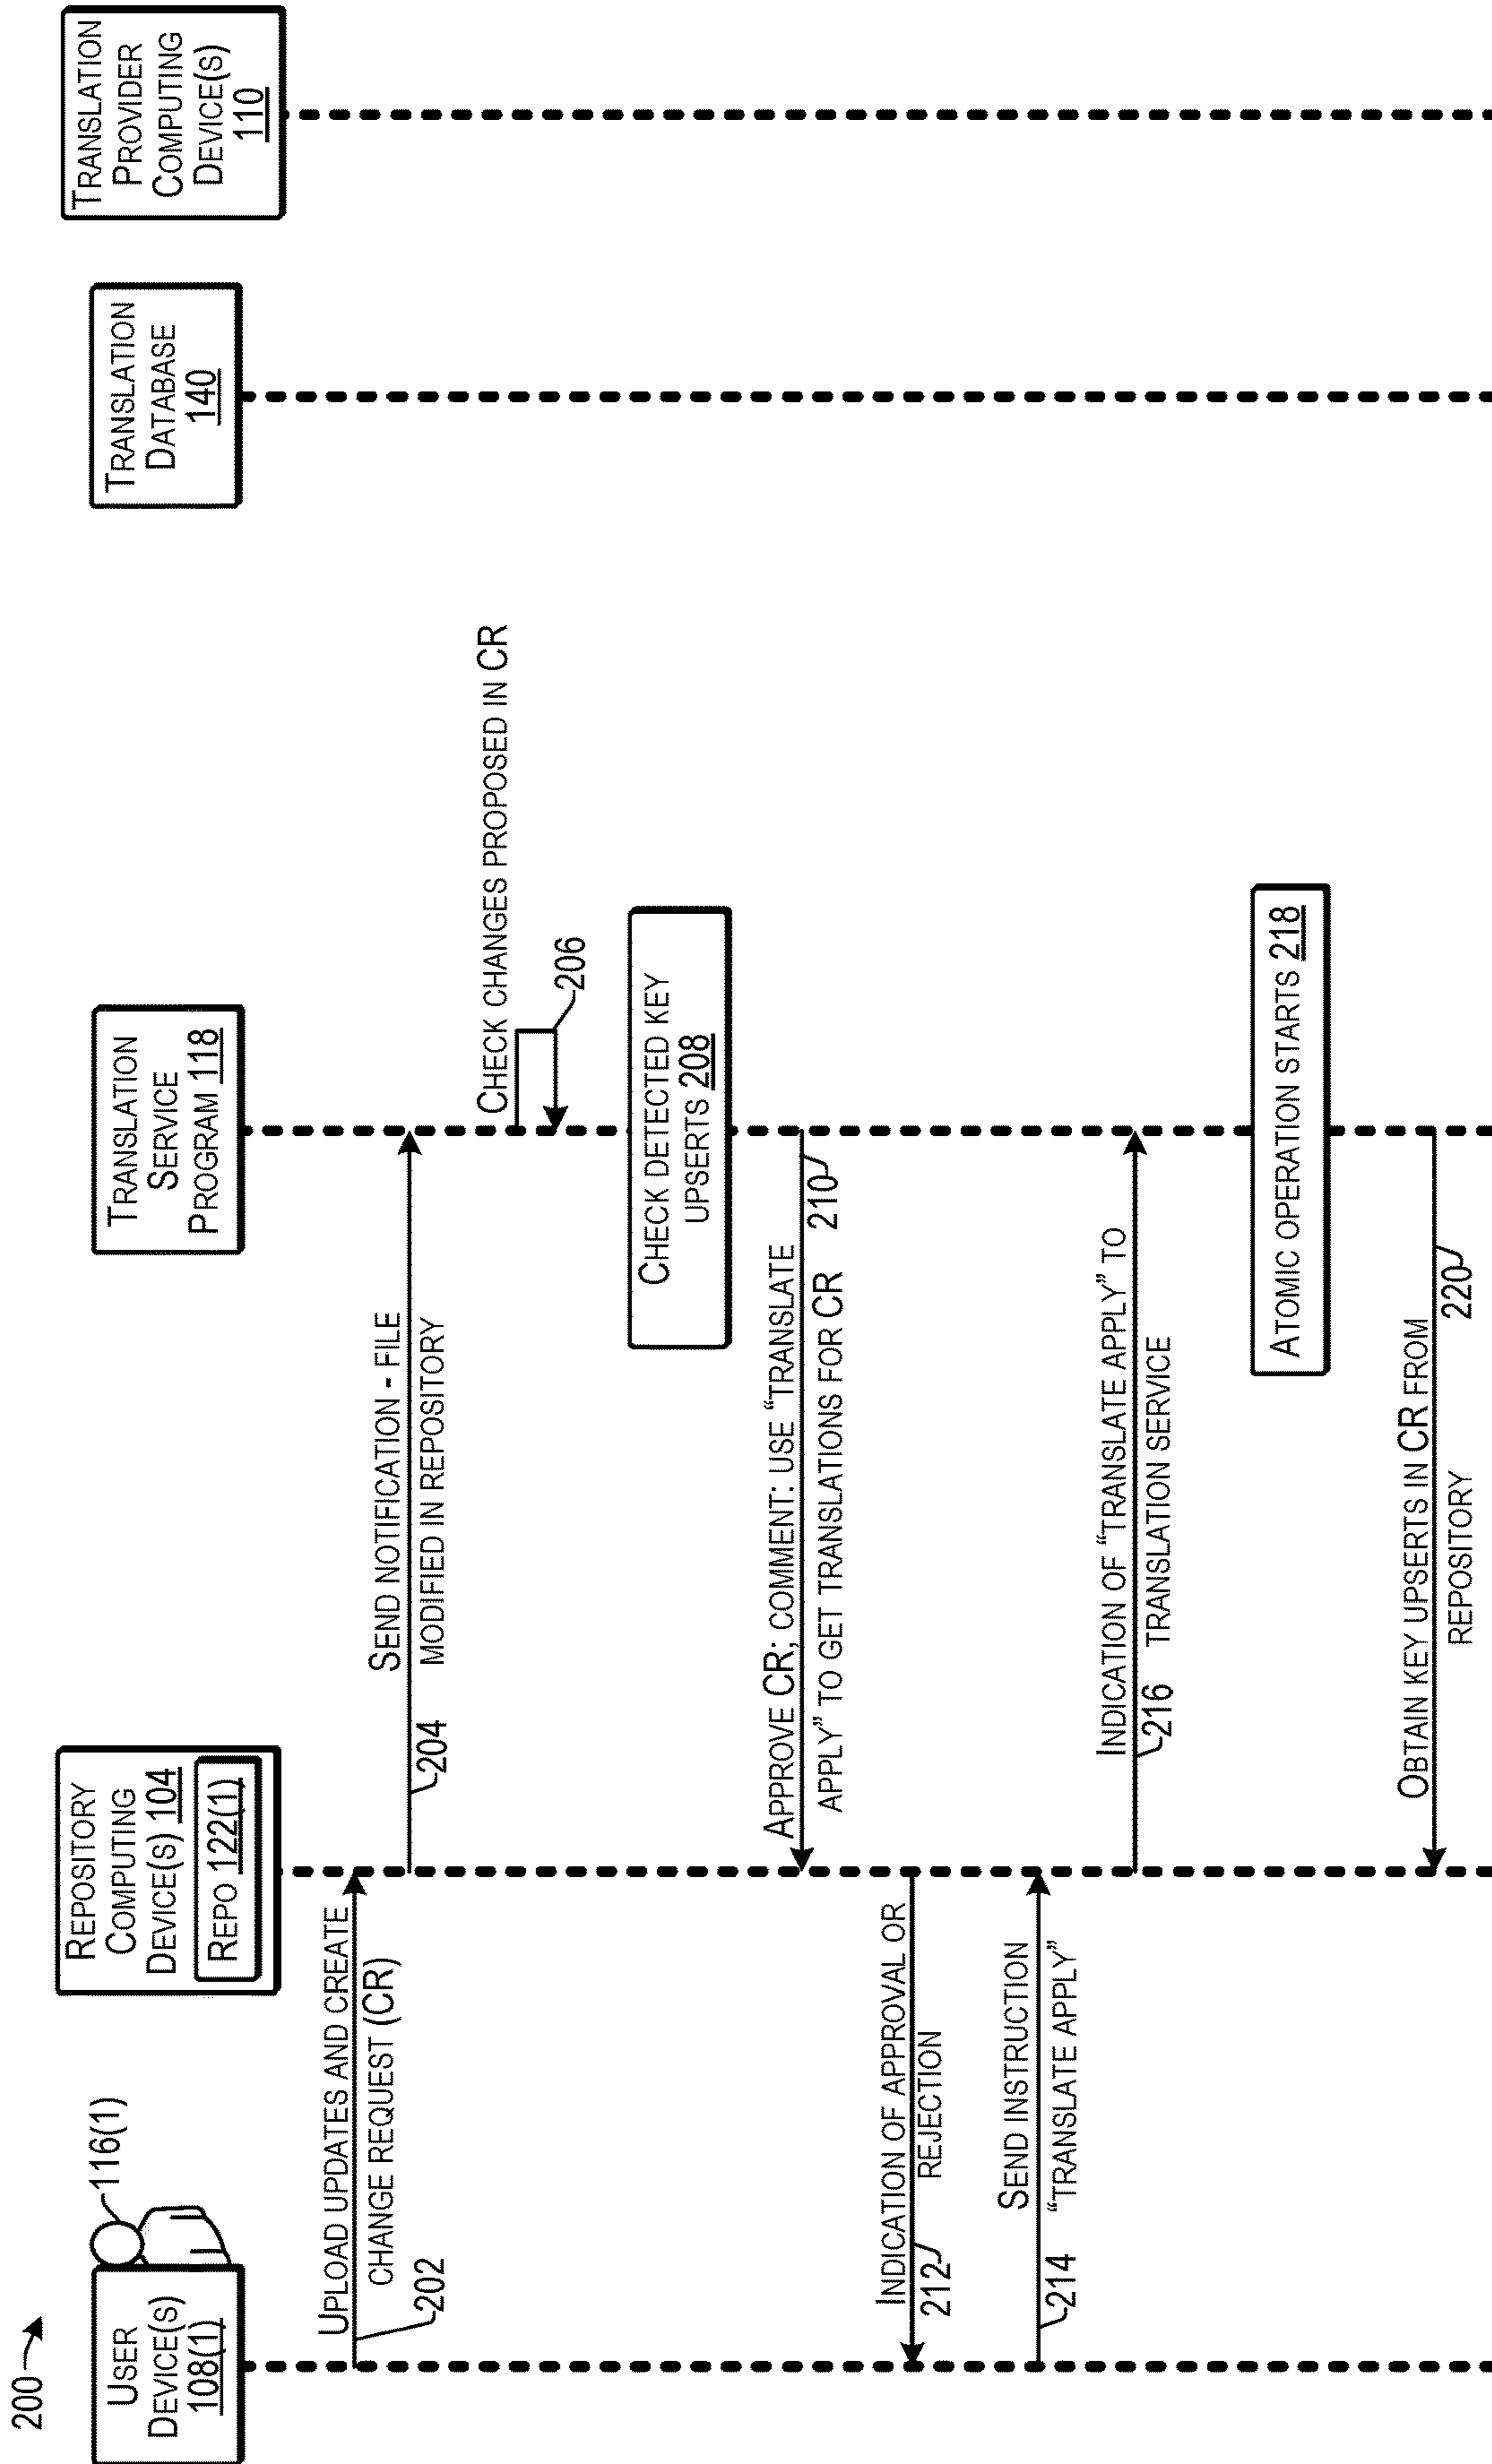 200
USER
DEVICE(S)
108(1)
116(1)
REPOSITORY
COMPUTING
DEVICE(S) 104
REPO 122(1)
TRANSLATION
SERVICE
PROGRAM 118
TRANSLATION
DATABASE
140
TRANSLATION
PROVIDER
COMPUTING
DEVICE(S)
110
UPLOAD UPDATES AND CREATE
CHANGE REQUEST (CR)
202
SEND NOTIFICATION - FILE
MODIFIED IN REPOSITORY
204
CHECK CHANGES PROPOSED IN CR
206
CHECK DETECTED KEY
UPSERTS 208
APPROVE CR; COMMENT: USE “TRANSLATE
APPLY” TO GET TRANSLATIONS FOR CR
210
INDICATION OF APPROVAL OR
REJECTION
212
SEND INSTRUCTION
“TRANSLATE APPLY”
214
INDICATION OF “TRANSLATE APPLY” TO
TRANSLATION SERVICE
216
ATOMIC OPERATION STARTS 218
OBTAIN KEY UPSERTS IN CR FROM
REPOSITORY
220